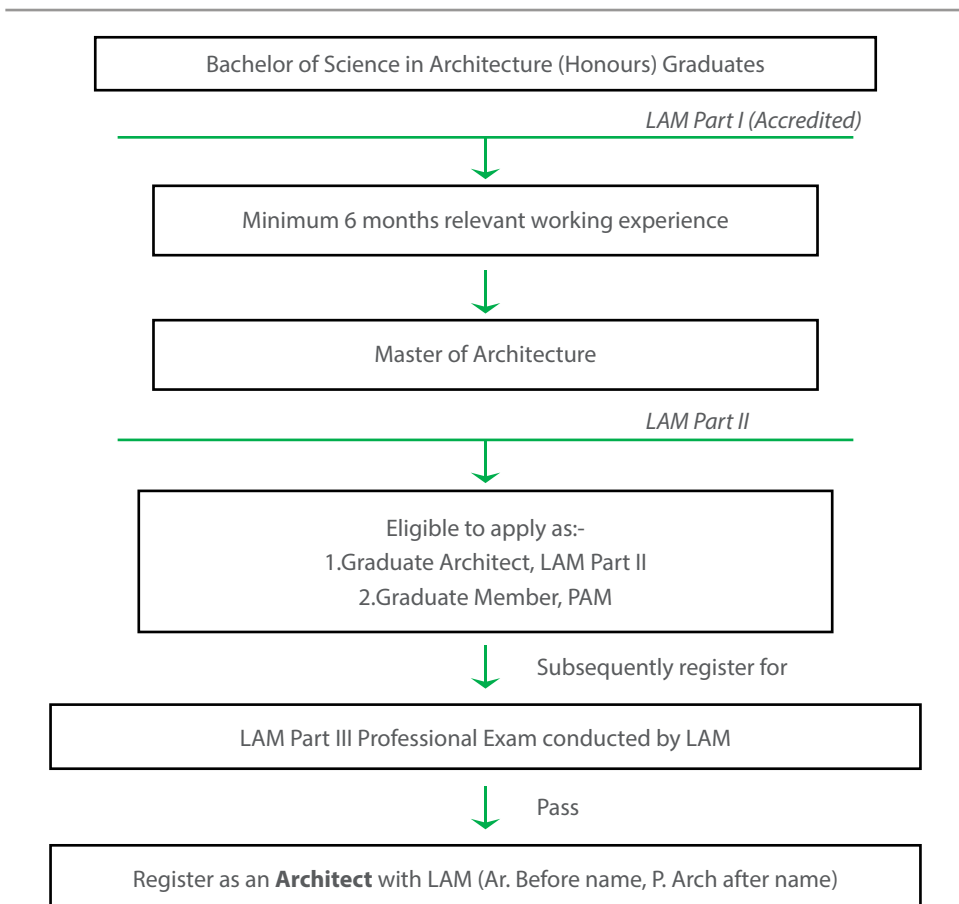 Bachelor of Science in Architecture (Honours) Graduates
LAM Part I (Accredited)
Minimum 6 months relevant working experience
Master of Architecture
LAM Part II
Eligible to apply as:-
1.Graduate Architect, LAM Part II
2.Graduate Member, PAM
Subsequently register for
LAM Part III Professional Exam conducted by LAM
Pass
Register as an Architect with LAM (Ar. Before name, P. Arch after name)